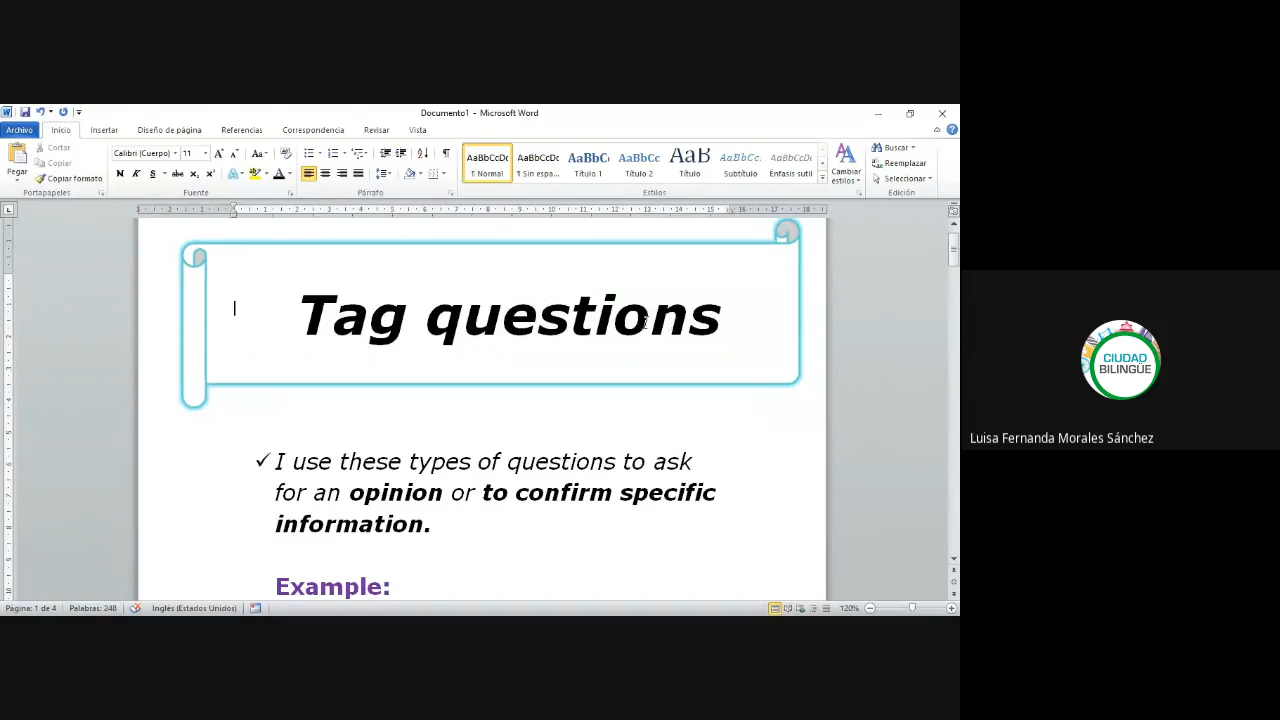 Documento1 - Microsoft Word
Archivo Inicio Insertar Diseño de página Referencias Correspondencia Revisar Vista
Cortar
Copiar
Copiar formato
Pegar
Portapapeles
Calibri (Cuerpo) 11
Fuente
Párrafo
AaBbCcDc AaBbCcDc AaBbC AaBbCc AaB AaBbCc. AaBbCcDc
¶ Normal ¶ Sin espa... Título 1 Título 2 Título Subtítulo Énfasis sutil
Cambiar estilos
Estilos
Buscar
Reemplazar
Seleccionar
Edición
Tag questions
✓ I use these types of questions to ask
for an opinion or to confirm specific
information.
Example:
Página: 1 de 4 Palabras: 248 Inglés (Estados Unidos) 120%
CIUDAD
BILINGÜE
Luisa Fernanda Morales Sánchez